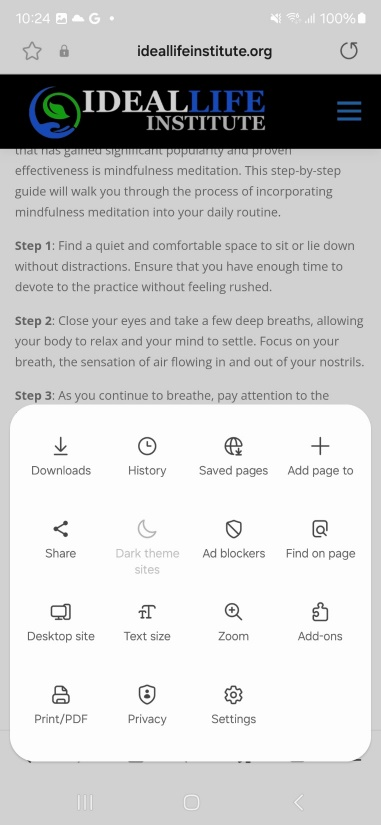 10:24 G 100%
ideallifeinstitute.org
IDEALLIFE
INSTITUTE
that has gained significant popularity and proven
effectiveness is mindfulness meditation. This step-by-step
guide will walk you through the process of incorporating
mindfulness meditation into your daily routine.
Step 1: Find a quiet and comfortable space to sit or lie down
without distractions. Ensure that you have enough time to
devote to the practice without feeling rushed.
Step 2: Close your eyes and take a few deep breaths, allowing
your body to relax and your mind to settle. Focus on your
breath, the sensation of air flowing in and out of your nostrils.
Step 3: As you continue to breathe, pay attention to the
Downloads History Saved pages Add page to
Share Dark theme sites Ad blockers Find on page
Desktop site Text size Zoom Add-ons
Print/PDF Privacy Settings